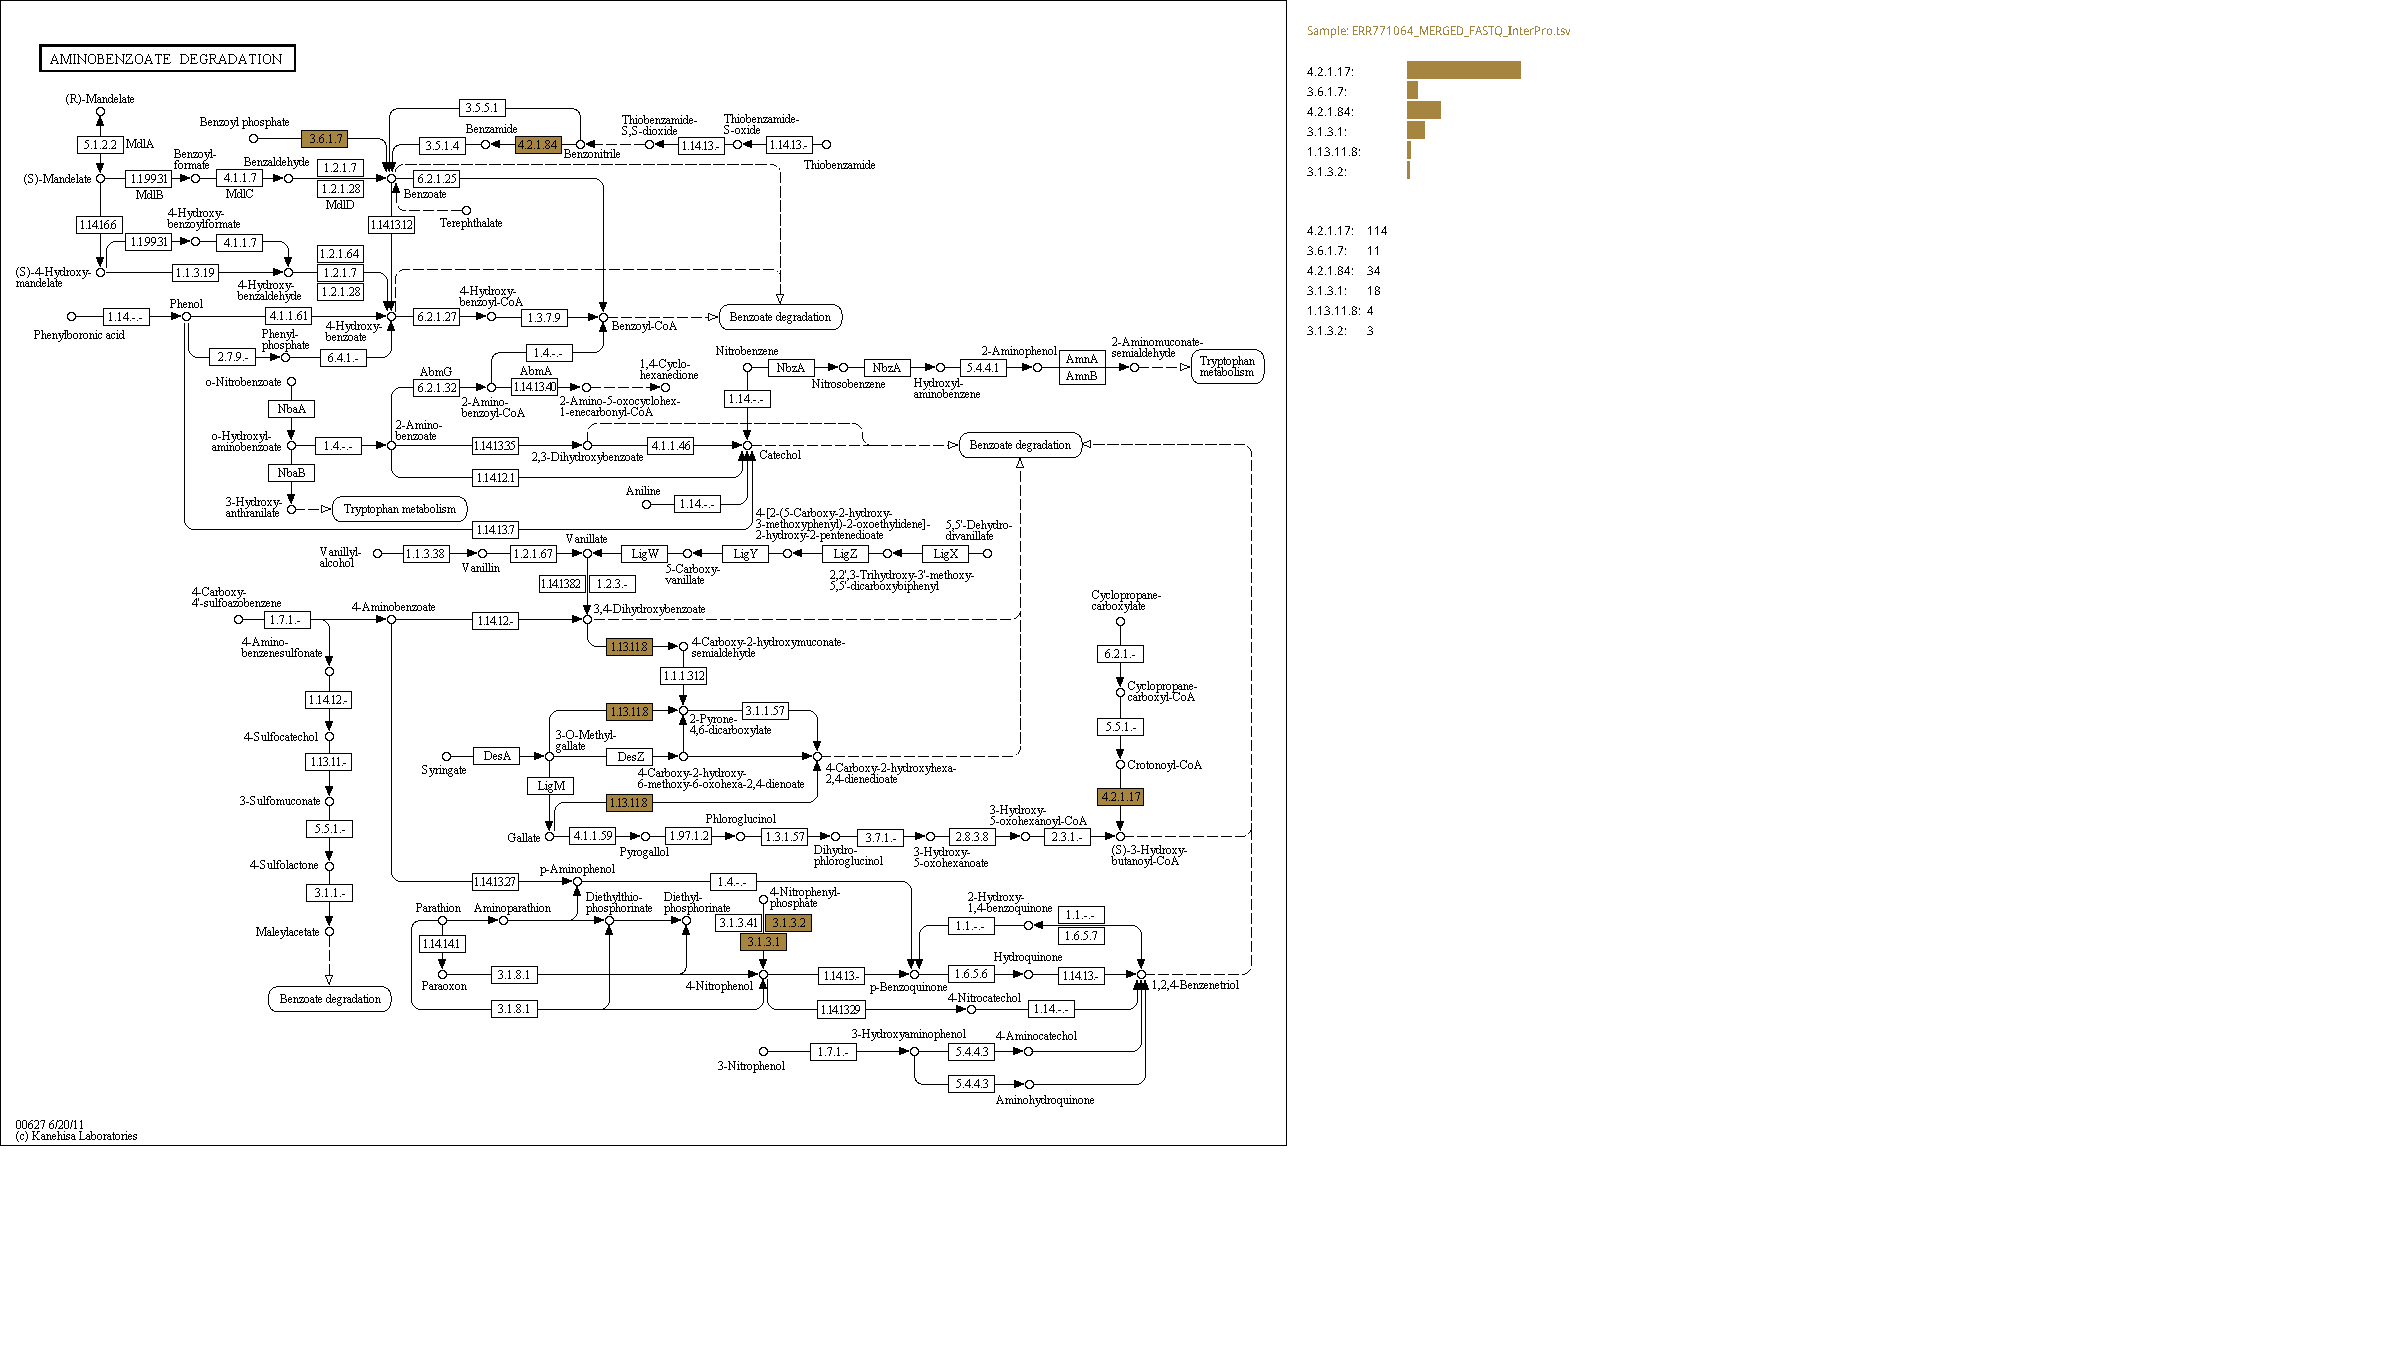 AMINOBENZOATE DEGRADATION
Sample: ERR771064_MERGED_FASTQ_InterPro.tsv
4.2.1.17:
3.6.1.7:
4.2.1.84:
3.1.3.1:
1.13.11.8:
3.1.3.2:
4.2.1.17: 114
3.6.1.7: 11
4.2.1.84: 34
3.1.3.1: 18
1.13.11.8: 4
3.1.3.2: 3
(R)-Mandelate
5.1.2.2
MdlA
(S)-Mandelate
1.1.99.31
MdlB
Benzoyl-
formate
4.1.1.7
MdlC
Benzaldehyde
1.2.1.7
1.2.1.28
MdlD
Benzoyl phosphate
3.6.1.7
3.5.5.1
3.5.1.4
Benzamide
4.2.1.84
Benzonitrile
Thiobenzamide-
S,S-dioxide
1.14.13.-
Thiobenzamide-
S-oxide
1.14.13.-
Thiobenzamide
Benzoate
6.2.1.25
Terephthalate
1.14.13.12
1.14.16.6
4-Hydroxy-
benzoylformate
1.1.99.31
4.1.1.7
(S)-4-Hydroxy-
mandelate
1.1.3.19
4-Hydroxy-
benzaldehyde
1.2.1.64
1.2.1.7
1.2.1.28
Phenylboronic acid
1.14.-.-
Phenol
4.1.1.61
2.7.9.-
Phenyl-
phosphate
6.4.1.-
4-Hydroxy-
benzoate
6.2.1.27
4-Hydroxy-
benzoyl-CoA
1.3.7.9
Benzoyl-CoA
Benzoate degradation
1.4.-.-
o-Nitrobenzoate
NbaA
o-Hydroxyl-
aminobenzoate
NbaB
3-Hydroxy-
anthranilate
Tryptophan metabolism
1.4.-.-
2-Amino-
benzoate
AbmG
6.2.1.32
2-Amino-
benzoyl-CoA
AbmA
1.14.13.40
2-Amino-5-oxocyclohex-
1-enecarbonyl-CoA
1,4-Cyclo-
hexanedione
Nitrobenzene
NbzA
Nitrosobenzene
NbzA
Hydroxyl-
aminobenzene
5.4.4.1
2-Aminophenol
AmnA
AmnB
2-Aminomuconate-
semialdehyde
Tryptophan
metabolism
1.14.-.-
1.14.13.35
2,3-Dihydroxybenzoate
4.1.1.46
Catechol
Benzoate degradation
1.14.12.1
Aniline
1.14.-.-
1.14.13.7
Vanillyl-
alcohol
1.1.3.38
Vanillin
1.2.1.67
Vanillate
LigW
5-Carboxy-
vanillate
LigY
4-[2-(5-Carboxy-2-hydroxy-
3-methoxyphenyl)-2-oxoethylidene]-
2-hydroxy-2-pentenedioate
LigZ
2,2',3-Trihydroxy-3'-methoxy-
5,5'-dicarboxybiphenyl
LigX
5,5'-Dehydro-
divanillate
1.14.13.82
1.2.3.-
4-Carboxy-
4'-sulfoazobenzene
1.7.1.-
4-Aminobenzoate
1.14.12.-
3,4-Dihydroxybenzoate
4-Amino-
benzenesulfonate
1.14.12.-
4-Sulfocatechol
1.13.11.-
3-Sulfomuconate
5.5.1.-
4-Sulfolactone
3.1.1.-
Maleylacetate
Benzoate degradation
1.13.11.8
4-Carboxy-2-hydroxymuconate-
semialdehyde
1.1.1.312
1.13.11.8
2-Pyrone-
4,6-dicarboxylate
3.1.1.57
Syringate
DesA
3-O-Methyl-
gallate
DesZ
4-Carboxy-2-hydroxy-
6-methoxy-6-oxohexa-2,4-dienoate
4-Carboxy-2-hydroxyhexa-
2,4-dienedioate
LigM
1.13.11.8
Gallate
4.1.1.59
Pyrogallol
1.97.1.2
Phloroglucinol
1.3.1.57
Dihydro-
phloroglucinol
3.7.1.-
3-Hydroxy-
5-oxohexanoate
2.8.3.8
3-Hydroxy-
5-oxohexanoyl-CoA
2.3.1.-
(S)-3-Hydroxy-
butanoyl-CoA
Cyclopropane-
carboxylate
6.2.1.-
Cyclopropane-
carboxyl-CoA
5.5.1.-
Crotonoyl-CoA
4.2.1.17
1.14.13.27
p-Aminophenol
1.4.-.-
Parathion
Aminoparathion
Diethylthio-
phosphorinate
Diethyl-
phosphorinate
4-Nitrophenyl-
phosphate
3.1.3.41
3.1.3.2
3.1.3.1
1.14.14.1
Paraoxon
3.1.8.1
3.1.8.1
4-Nitrophenol
1.14.13.-
p-Benzoquinone
1.6.5.6
Hydroquinone
1.14.13.-
1,2,4-Benzenetriol
1.1.-.-
2-Hydroxy-
1,4-benzoquinone
1.1.-.-
1.6.5.7
1.14.13.29
4-Nitrocatechol
1.14.-.-
3-Nitrophenol
1.7.1.-
3-Hydroxyaminophenol
5.4.4.3
4-Aminocatechol
5.4.4.3
Aminohydroquinone
00627 6/20/11
(c) Kanehisa Laboratories